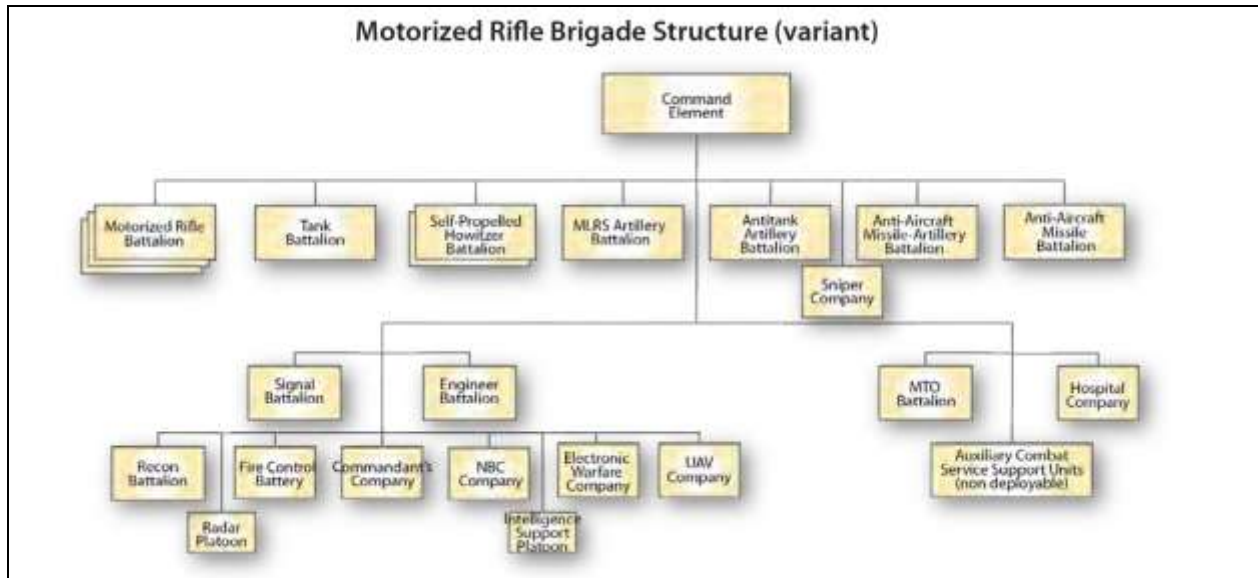 Motorized Rifle Brigade Structure (variant)
Command
Element
Motorized Rifle
Battalion
Tank
Battalion
Self-Propelled
Howitzer
Battalion
MLRS Artillery
Battalion
Antitank
Artillery
Battalion
Anti-Aircraft
Missile-Artillery
Battalion
Anti-Aircraft
Missile
Battalion
Sniper
Company
Signal
Battalion
Engineer
Battalion
MTO
Battalion
Hospital
Company
Recon
Battalion
Fire Control
Battery
Commandant's
Company
NBC
Company
Electronic
Warfare
Company
UAV
Company
Auxiliary Combat
Service Support Units
(non deployable)
Radar
Platoon
Intelligence
Support
Platoon